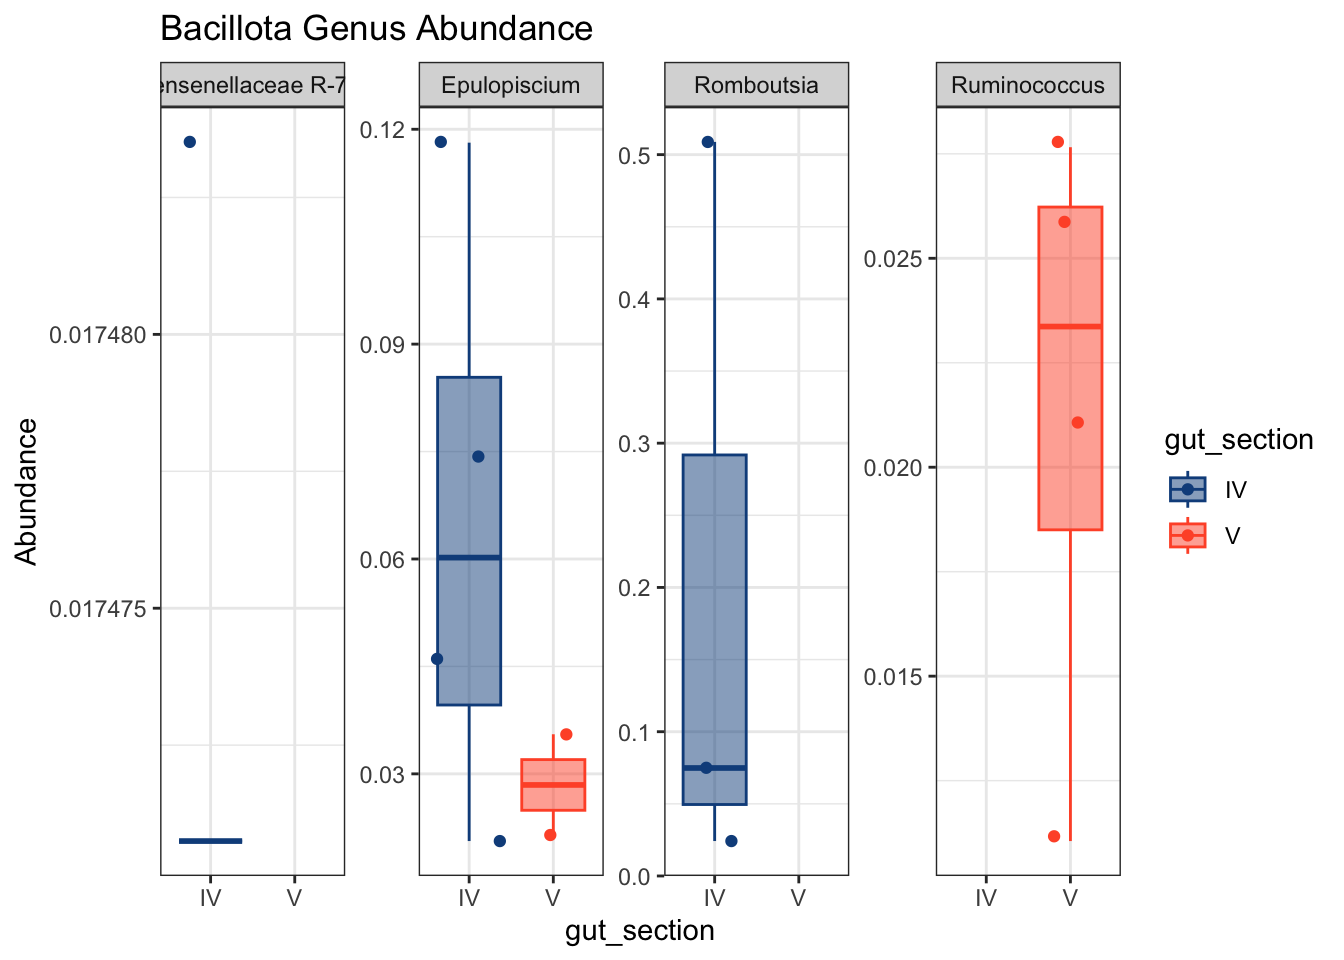 Bacillota Genus Abundance
ensenellaceae R-7
Epulopiscium
Romboutsia
Ruminococcus
Abundance
0.017480
0.017475
0.12
0.09
0.06
0.03
0.5
0.4
0.3
0.2
0.1
0.0
0.025
0.020
0.015
IV
V
IV
V
IV
V
IV
V
gut_section
gut_section
IV
V